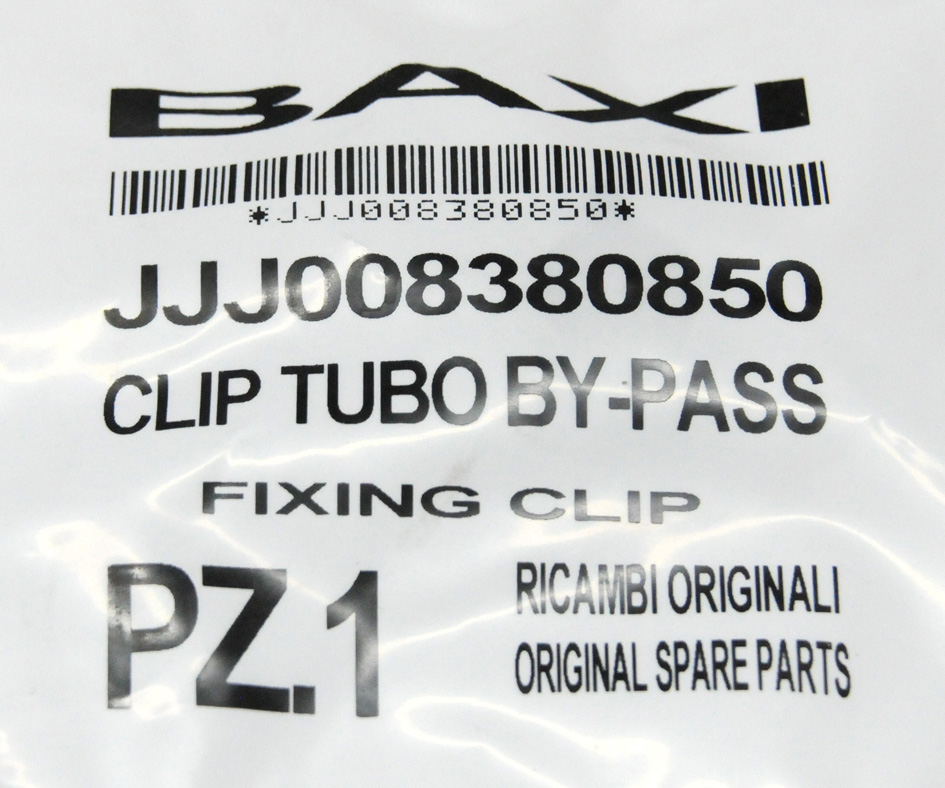 BAXI
*JJJ008380850*
JJJ008380850
CLIP TUBO BY-PASS
FIXING CLIP
PZ.1
RICAMBI ORIGINALI
ORIGINAL SPARE PARTS